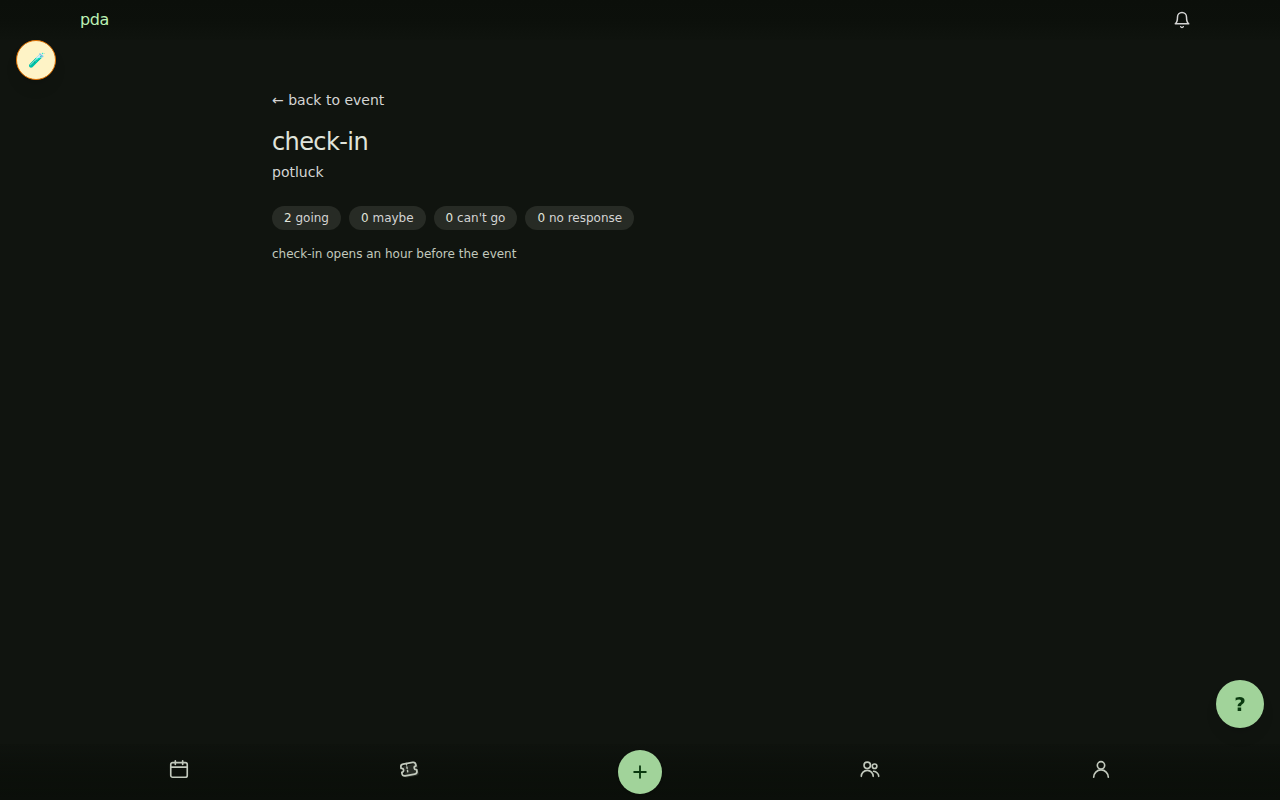 pda
← back to event
check-in
potluck
2 going 0 maybe 0 can't go 0 no response
check-in opens an hour before the event
?